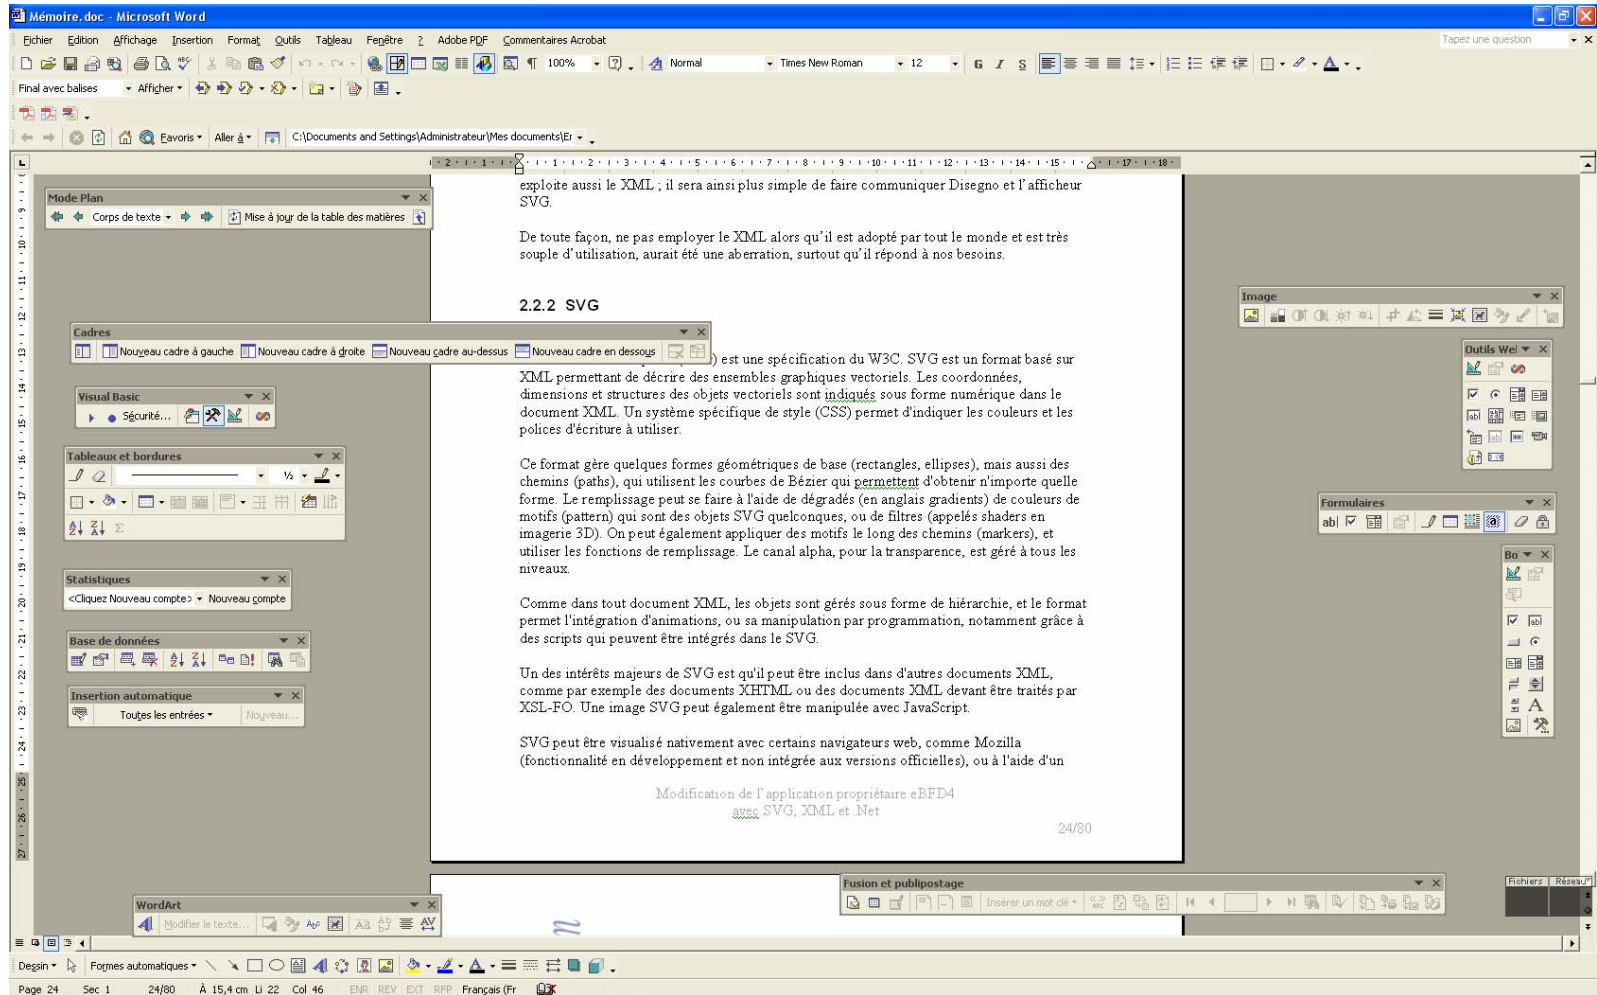 Mémoire.doc - Microsoft Word
Fichier Edition Affichage Insertion Format Outils Tableau Fenêtre ? Adobe PDF Commentaires Acrobat
Tapez une question
100% Normal Times New Roman 12 G I S
Final avec balises Afficher
Favoris Aller à C:\Documents and Settings\Administrateur\Mes documents\Er
exploite aussi le XML ; il sera ainsi plus simple de faire communiquer Disegno et l'afficheur
SVG.
De toute façon, ne pas employer le XML alors qu'il est adopté par tout le monde et est très
souple d'utilisation, aurait été une aberration, surtout qu'il répond à nos besoins.
2.2.2 SVG
) est une spécification du W3C. SVG est un format basé sur
XML permettant de décrire des ensembles graphiques vectoriels. Les coordonnées,
dimensions et structures des objets vectoriels sont indiqués sous forme numérique dans le
document XML. Un système spécifique de style (CSS) permet d'indiquer les couleurs et les
polices d'écriture à utiliser.
Ce format gère quelques formes géométriques de base (rectangles, ellipses), mais aussi des
chemins (paths), qui utilisent les courbes de Bézier qui permettent d'obtenir n'importe quelle
forme. Le remplissage peut se faire à l'aide de dégradés (en anglais gradients) de couleurs de
motifs (pattern) qui sont des objets SVG quelconques, ou de filtres (appelés shaders en
imagerie 3D). On peut également appliquer des motifs le long des chemins (markers), et
utiliser les fonctions de remplissage. Le canal alpha, pour la transparence, est géré à tous les
niveaux.
Comme dans tout document XML, les objets sont gérés sous forme de hiérarchie, et le format
permet l'intégration d'animations, ou sa manipulation par programmation, notamment grâce à
des scripts qui peuvent être intégrés dans le SVG.
Un des intérêts majeurs de SVG est qu'il peut être inclus dans d'autres documents XML,
comme par exemple des documents XHTML ou des documents XML devant être traités par
XSL-FO. Une image SVG peut également être manipulée avec JavaScript.
SVG peut être visualisé nativement avec certains navigateurs web, comme Mozilla
(fonctionnalité en développement et non intégrée aux versions officielles), ou à l'aide d'un
Modification de l'application propriétaire eBFD4
avec SVG, XML et .Net
24/80
Mode Plan
Corps de texte Mise à jour de la table des matières
Cadres
Nouveau cadre à gauche Nouveau cadre à droite Nouveau cadre au-dessus Nouveau cadre en dessous
Visual Basic
Sécurité...
Tableaux et bordures
½
Statistiques
<Cliquez Nouveau compte> Nouveau compte
Base de données
Insertion automatique
Toutes les entrées Nouveau...
WordArt
Modifier le texte...
Image
Outils Wel
Formulaires
ab|
Bo
Fusion et publipostage
Insérer un mot clé
Fichiers Réseau
Dessin Formes automatiques
Page 24 Sec 1 24/80 À 15,4 cm Li 22 Col 46 ENR REV EXT RFP Français (Fr